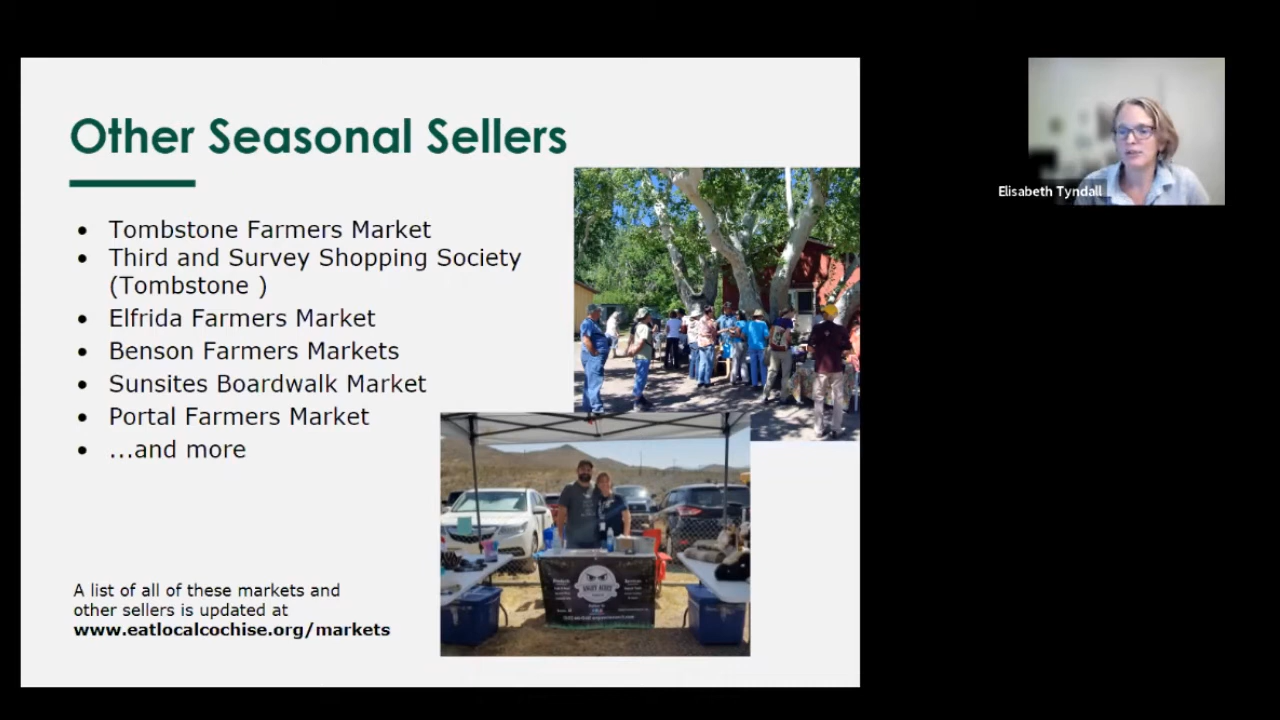 Other Seasonal Sellers
• Tombstone Farmers Market
• Third and Survey Shopping Society
(Tombstone )
• Elfrida Farmers Market
• Benson Farmers Markets
• Sunsites Boardwalk Market
• Portal Farmers Market
• ...and more
A list of all of these markets and
other sellers is updated at
www.eatlocalcochise.org/markets
Elisabeth Tyndall